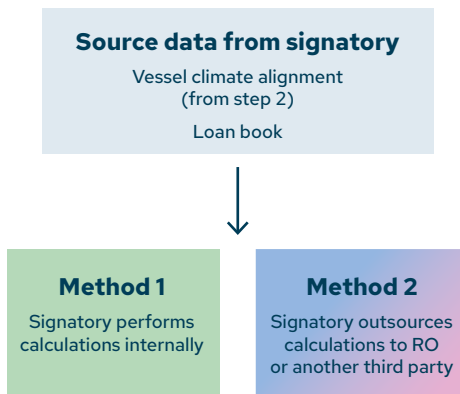 Source data from signatory
Vessel climate alignment
(from step 2)
Loan book
Method 1
Signatory performs
calculations internally
Method 2
Signatory outsources
calculations to RO
or another third party